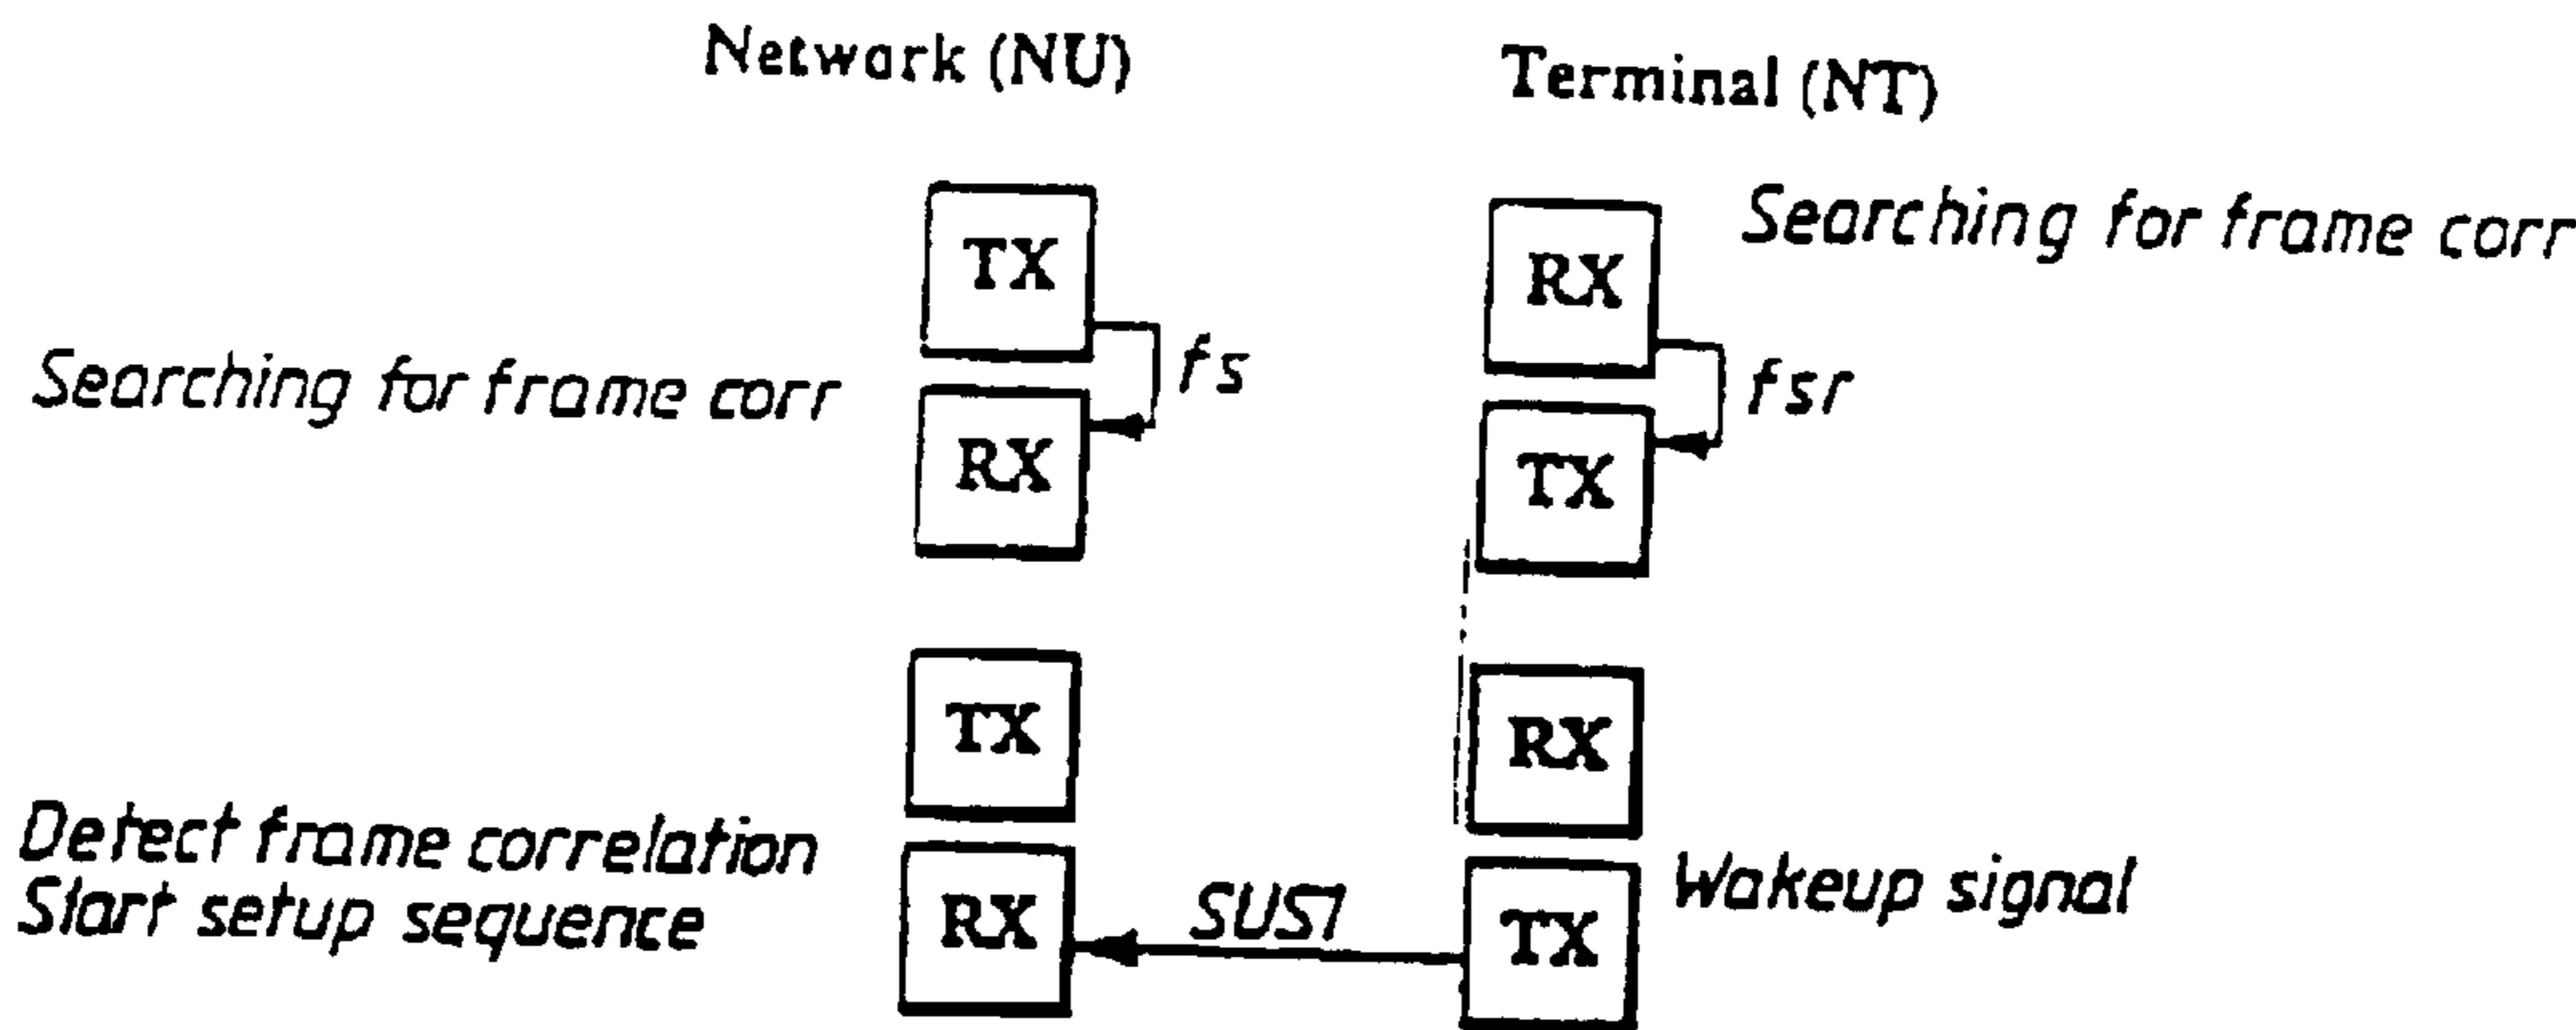 Network (NU)
Terminal (NT)
TX
RX
Searching for frame corr
fs
Searching for frame corr
RX
fsr
TX
TX
RX
Detect frame correlation
Start setup sequence
RX
SUS1
TX
Wakeup signal